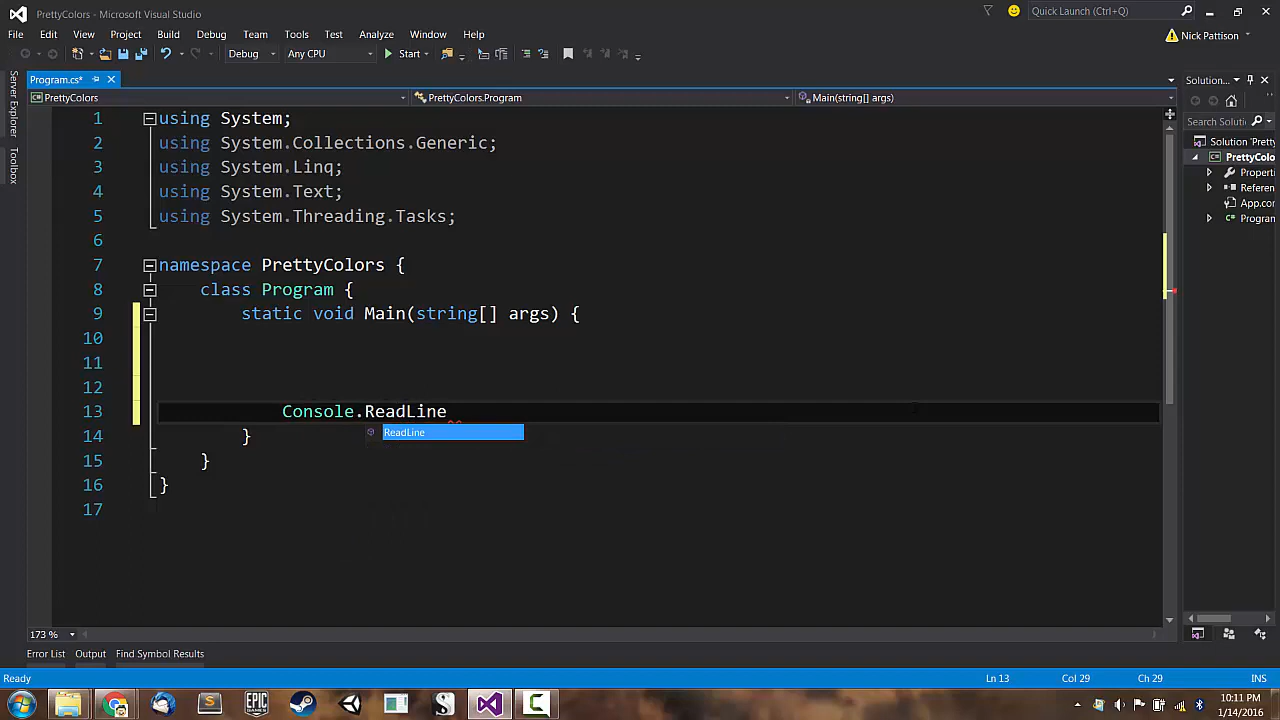 PrettyColors - Microsoft Visual Studio
Quick Launch (Ctrl+Q)
File Edit View Project Build Debug Team Tools Test Analyze Window Help
Nick Pattison
Debug Any CPU Start
Program.cs*
Solution...
PrettyColors
PrettyColors.Program
Main(string[] args)
Server Explorer
Toolbox
Search Soluti
Solution 'Pretty
PrettyColo
Properti
Referen
App.con
Program
1 using System;
2 using System.Collections.Generic;
3 using System.Linq;
4 using System.Text;
5 using System.Threading.Tasks;
6
7 namespace PrettyColors {
8 class Program {
9 static void Main(string[] args) {
10
11
12
13 Console.ReadLine
ReadLine
14 }
15 }
16 }
17
173 %
Error List Output Find Symbol Results
Ready Ln 13 Col 29 Ch 29 INS
EPIC GAMES
10:11 PM
1/14/2016